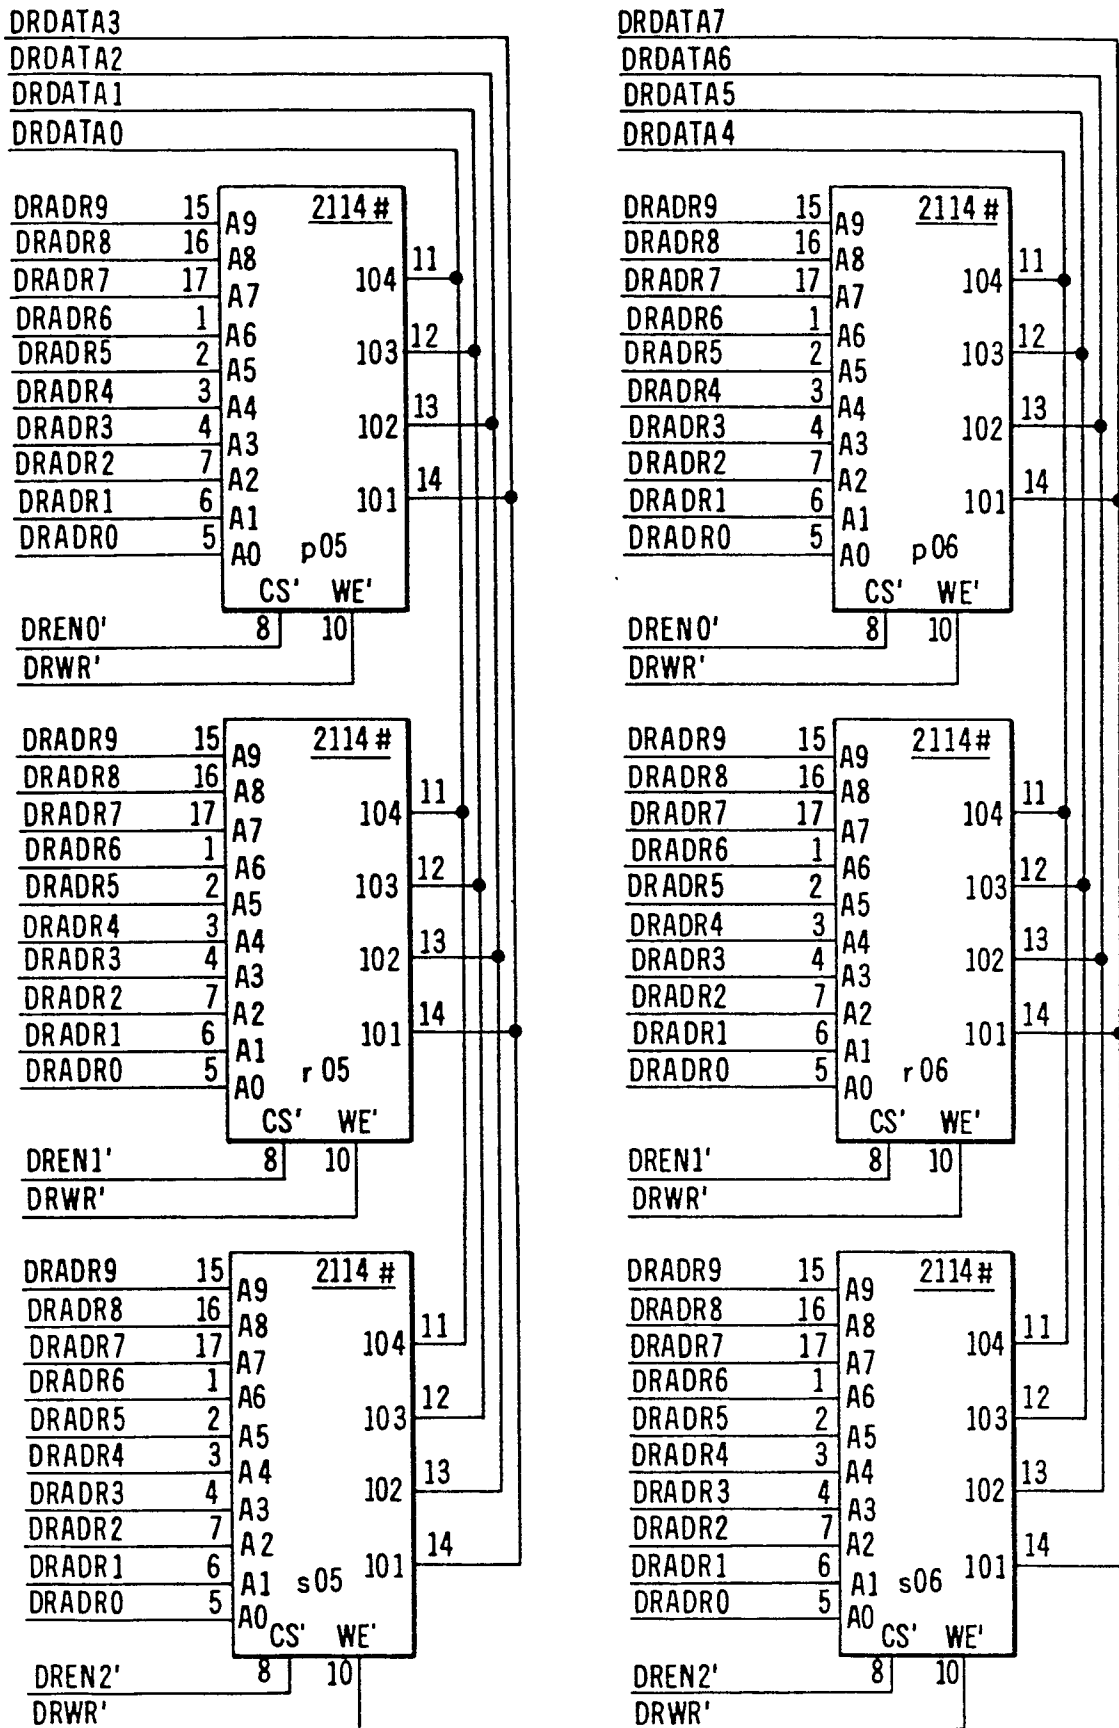 DRDATA3
DRDATA2
DRDATA1
DRDATA0
DRADR9 15 A9 2114#
DRADR8 16 A8
DRADR7 17 A7 104 11
DRADR6 1 A6
DRADR5 2 A5 103 12
DRADR4 3 A4
DRADR3 4 A3 102 13
DRADR2 7 A2
DRADR1 6 A1 101 14
DRADR0 5 A0 p05
CS' WE'
DREN0' 8 10
DRWR'
DRADR9 15 A9 2114#
DRADR8 16 A8
DRADR7 17 A7 104 11
DRADR6 1 A6
DRADR5 2 A5 103 12
DRADR4 3 A4
DRADR3 4 A3 102 13
DRADR2 7 A2
DRADR1 6 A1 101 14
DRADR0 5 A0 r05
CS' WE'
DREN1' 8 10
DRWR'
DRADR9 15 A9 2114#
DRADR8 16 A8
DRADR7 17 A7 104 11
DRADR6 1 A6
DRADR5 2 A5 103 12
DRADR4 3 A4
DRADR3 4 A3 102 13
DRADR2 7 A2
DRADR1 6 A1 s05 101 14
DRADR0 5 A0
CS' WE'
DREN2' 8 10
DRWR'
DRDATA7
DRDATA6
DRDATA5
DRDATA4
DRADR9 15 A9 2114#
DRADR8 16 A8
DRADR7 17 A7 104 11
DRADR6 1 A6
DRADR5 2 A5 103 12
DRADR4 3 A4
DRADR3 4 A3 102 13
DRADR2 7 A2
DRADR1 6 A1 101 14
DRADR0 5 A0 p06
CS' WE'
DREN0' 8 10
DRWR'
DRADR9 15 A9 2114#
DRADR8 16 A8
DRADR7 17 A7 104 11
DRADR6 1 A6
DRADR5 2 A5 103 12
DRADR4 3 A4
DRADR3 4 A3 102 13
DRADR2 7 A2
DRADR1 6 A1 101 14
DRADR0 5 A0 r06
CS' WE'
DREN1' 8 10
DRWR'
DRADR9 15 A9 2114#
DRADR8 16 A8
DRADR7 17 A7 104 11
DRADR6 1 A6
DRADR5 2 A5 103 12
DRADR4 3 A4
DRADR3 4 A3 102 13
DRADR2 7 A2
DRADR1 6 A1 s06 101 14
DRADR0 5 A0
CS' WE'
DREN2' 8 10
DRWR'